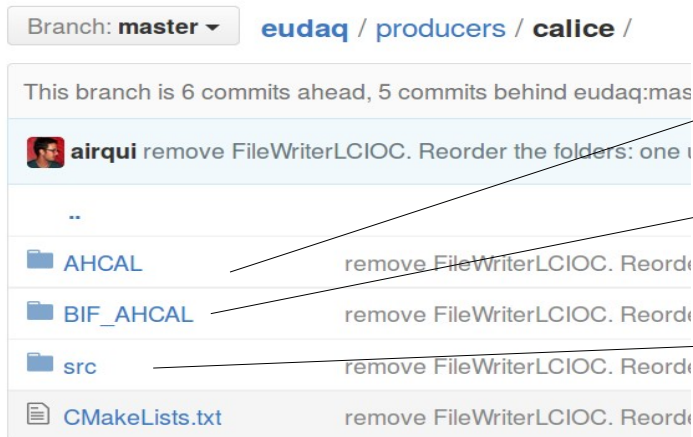 Branch: master eudaq / producers / calice /
This branch is 6 commits ahead, 5 commits behind eudaq:mas
airqui remove FileWriterLCIOC. Reorder the folders: one
..
AHCAL remove FileWriterLCIOC. Reorde
BIF_AHCAL remove FileWriterLCIOC. Reorde
src remove FileWriterLCIOC. Reorde
CMakeLists.txt remove FileWriterLCIOC. Reorde